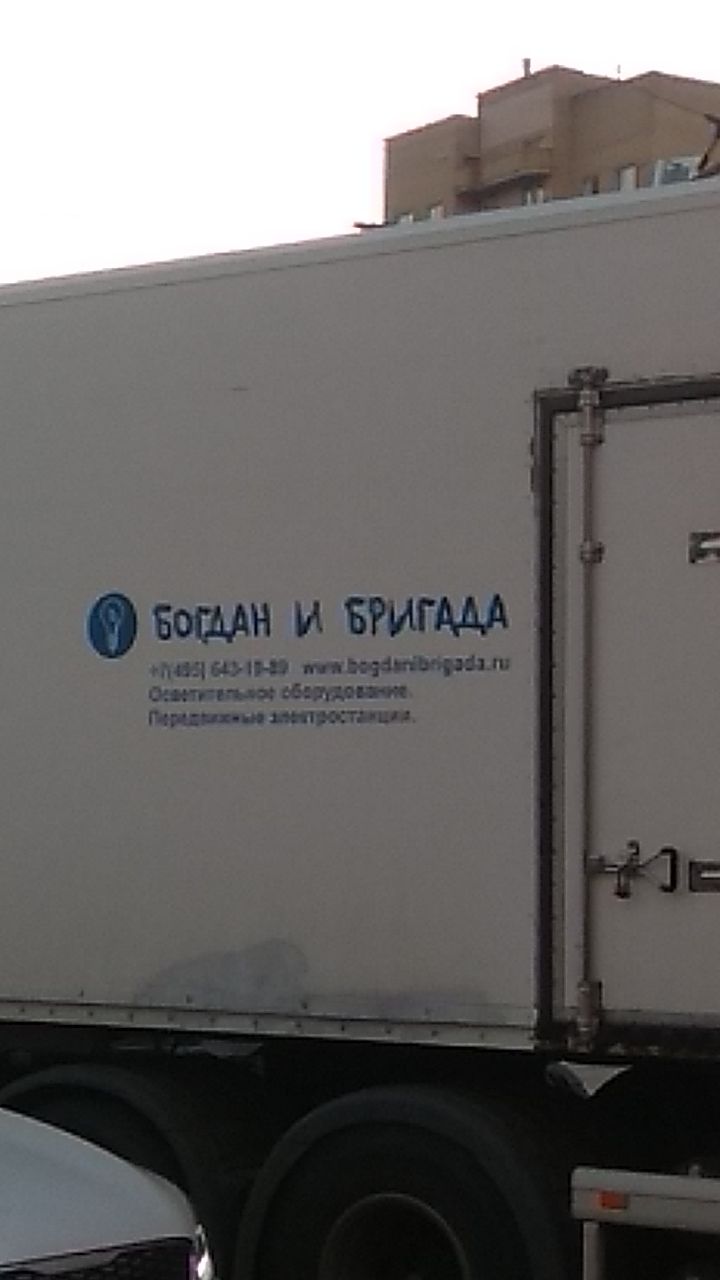 БОГДАН И БРИГАДА
+7(495) 643-19-89 www.bogdanibrigada.ru
Осветительное оборудование.
Передвижные электростанции.